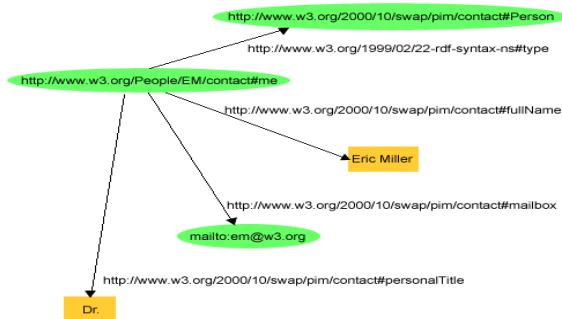 http://www.w3.org/2000/10/swap/pim/contact#Person
http://www.w3.org/1999/02/22-rdf-syntax-ns#type
http://www.w3.org/People/EM/contact#me
http://www.w3.org/2000/10/swap/pim/contact#fullName
Eric Miller
http://www.w3.org/2000/10/swap/pim/contact#mailbox
mailto:em@w3.org
http://www.w3.org/2000/10/swap/pim/contact#personalTitle
Dr.